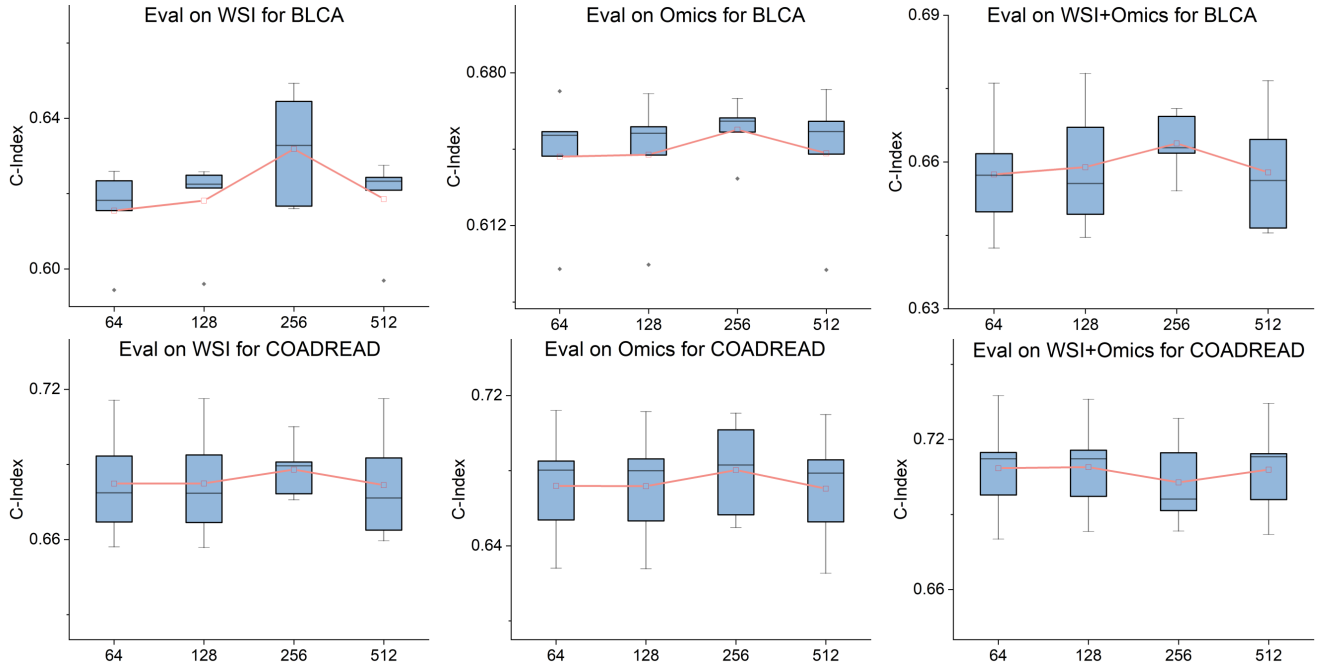 Eval on WSI for BLCA
C-Index
0.64
0.60
64 128 256 512
Eval on Omics for BLCA
C-Index
0.680
0.612
64 128 256 512
Eval on WSI+Omics for BLCA
C-Index
0.69
0.66
0.63
64 128 256 512
Eval on WSI for COADREAD
C-Index
0.72
0.66
64 128 256 512
Eval on Omics for COADREAD
C-Index
0.72
0.64
64 128 256 512
Eval on WSI+Omics for COADREAD
C-Index
0.72
0.66
64 128 256 512